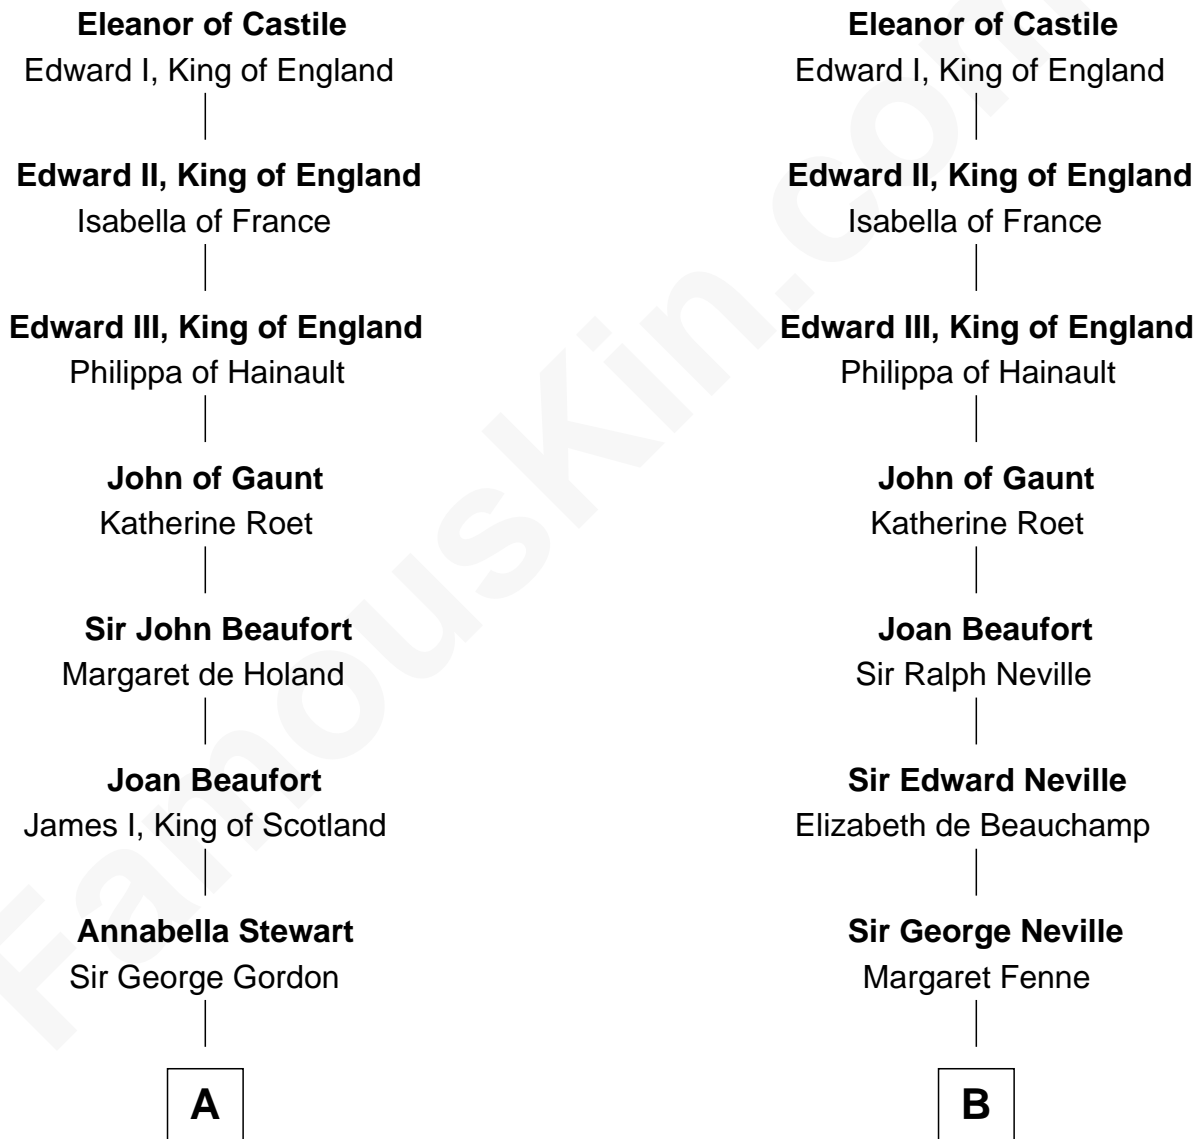 Eleanor of Castile
Edward I, King of England
Edward II, King of England
Isabella of France
Edward III, King of England
Philippa of Hainault
John of Gaunt
Katherine Roet
Sir John Beaufort
Margaret de Holand
Joan Beaufort
James I, King of Scotland
Annabella Stewart
Sir George Gordon
A
Eleanor of Castile
Edward I, King of England
Edward II, King of England
Isabella of France
Edward III, King of England
Philippa of Hainault
John of Gaunt
Katherine Roet
Joan Beaufort
Sir Ralph Neville
Sir Edward Neville
Elizabeth de Beauchamp
Sir George Neville
Margaret Fenne
B
FamousKin.com